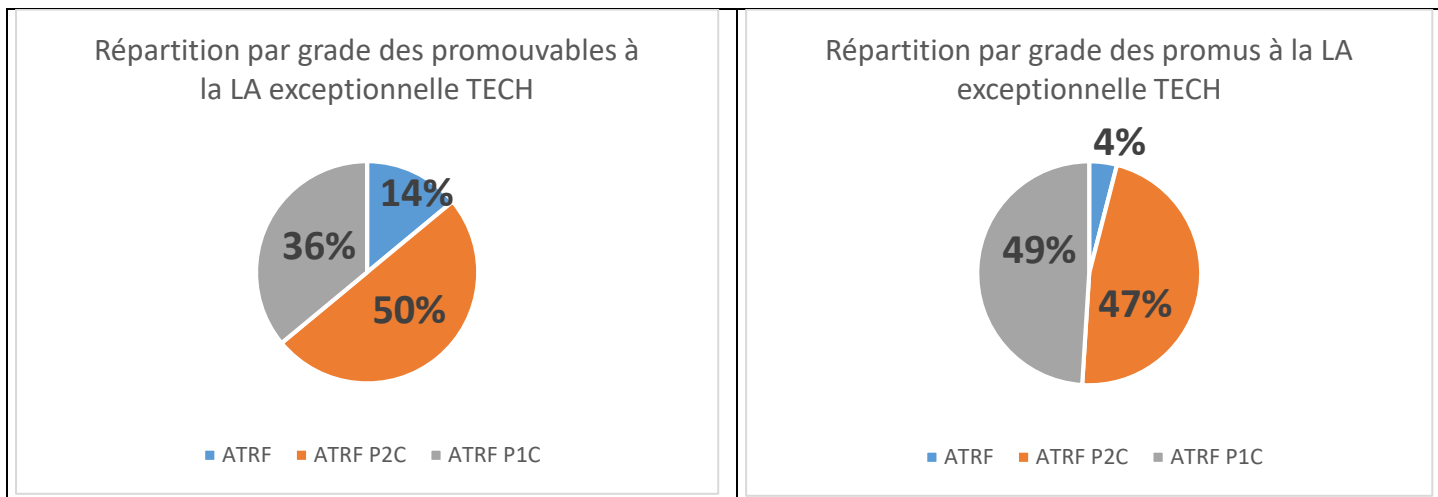 Répartition par grade des promouvables à
la LA exceptionnelle TECH
14%
36%
50%
ATRF ATRF P2C ATRF P1C
Répartition par grade des promus à la LA
exceptionnelle TECH
4%
49%
47%
ATRF ATRF P2C ATRF P1C